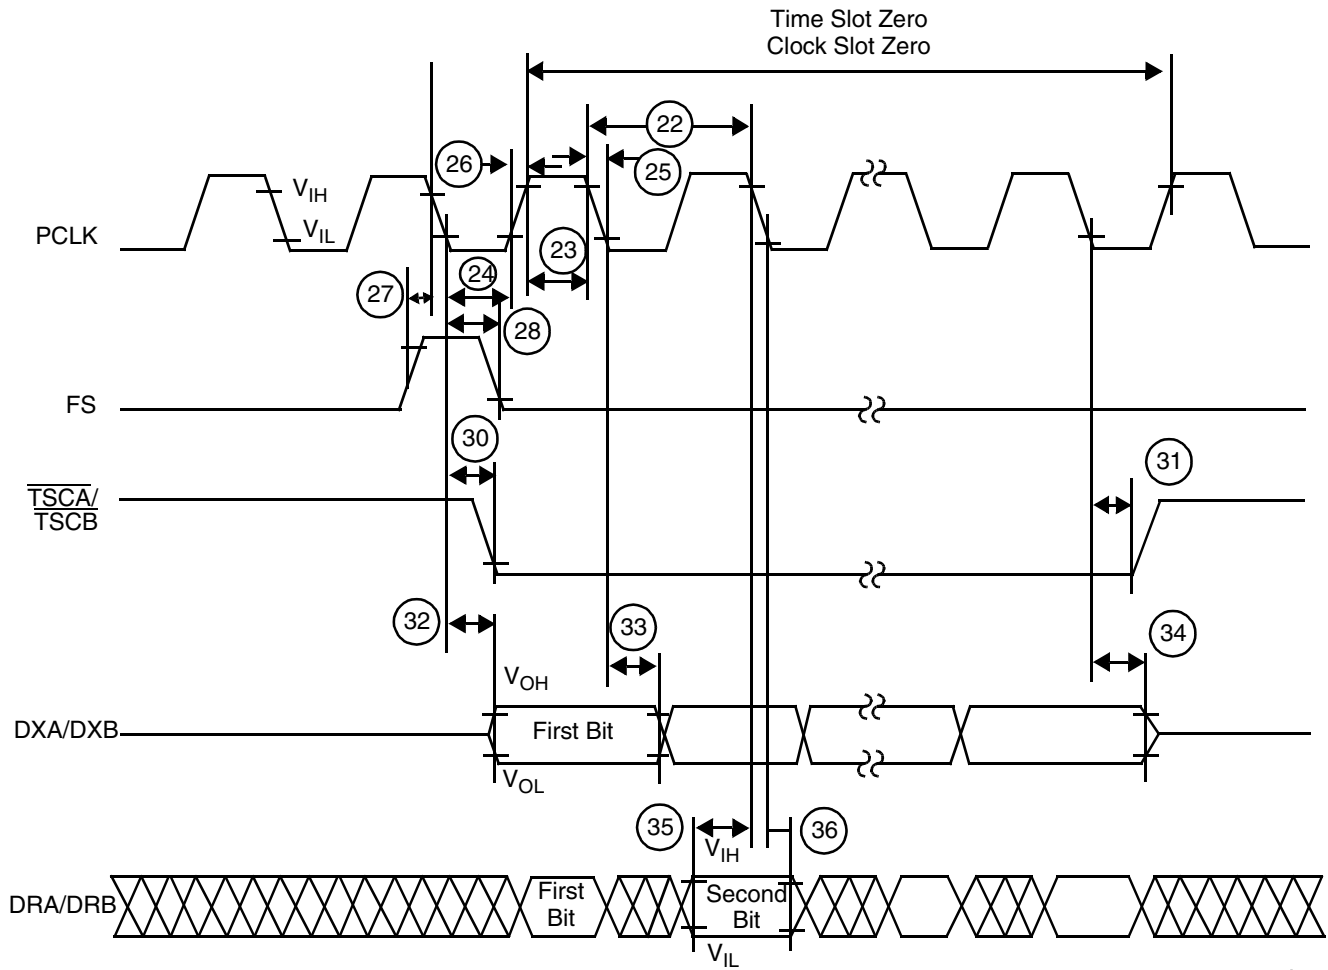 Time Slot Zero
Clock Slot Zero
22
26
25
VIH
VIL
PCLK
23
24
27
28
FS
30
31
TSCA/
TSCB
32
33
34
VOH
DXA/DXB
First Bit
VOL
35
36
VIH
DRA/DRB
First
Bit
Second
Bit
VIL